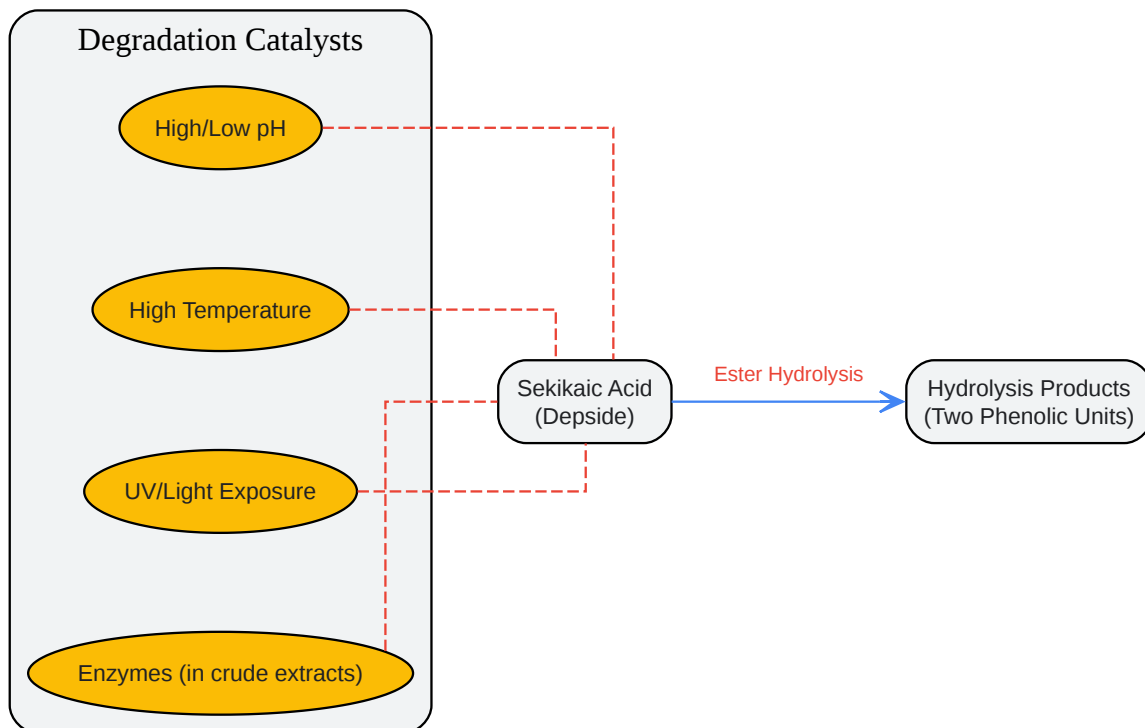 Degradation Catalysts
High/Low pH
High Temperature
UV/Light Exposure
Enzymes (in crude extracts)
Sekikaic Acid
(Depside)
Ester Hydrolysis
Hydrolysis Products
(Two Phenolic Units)